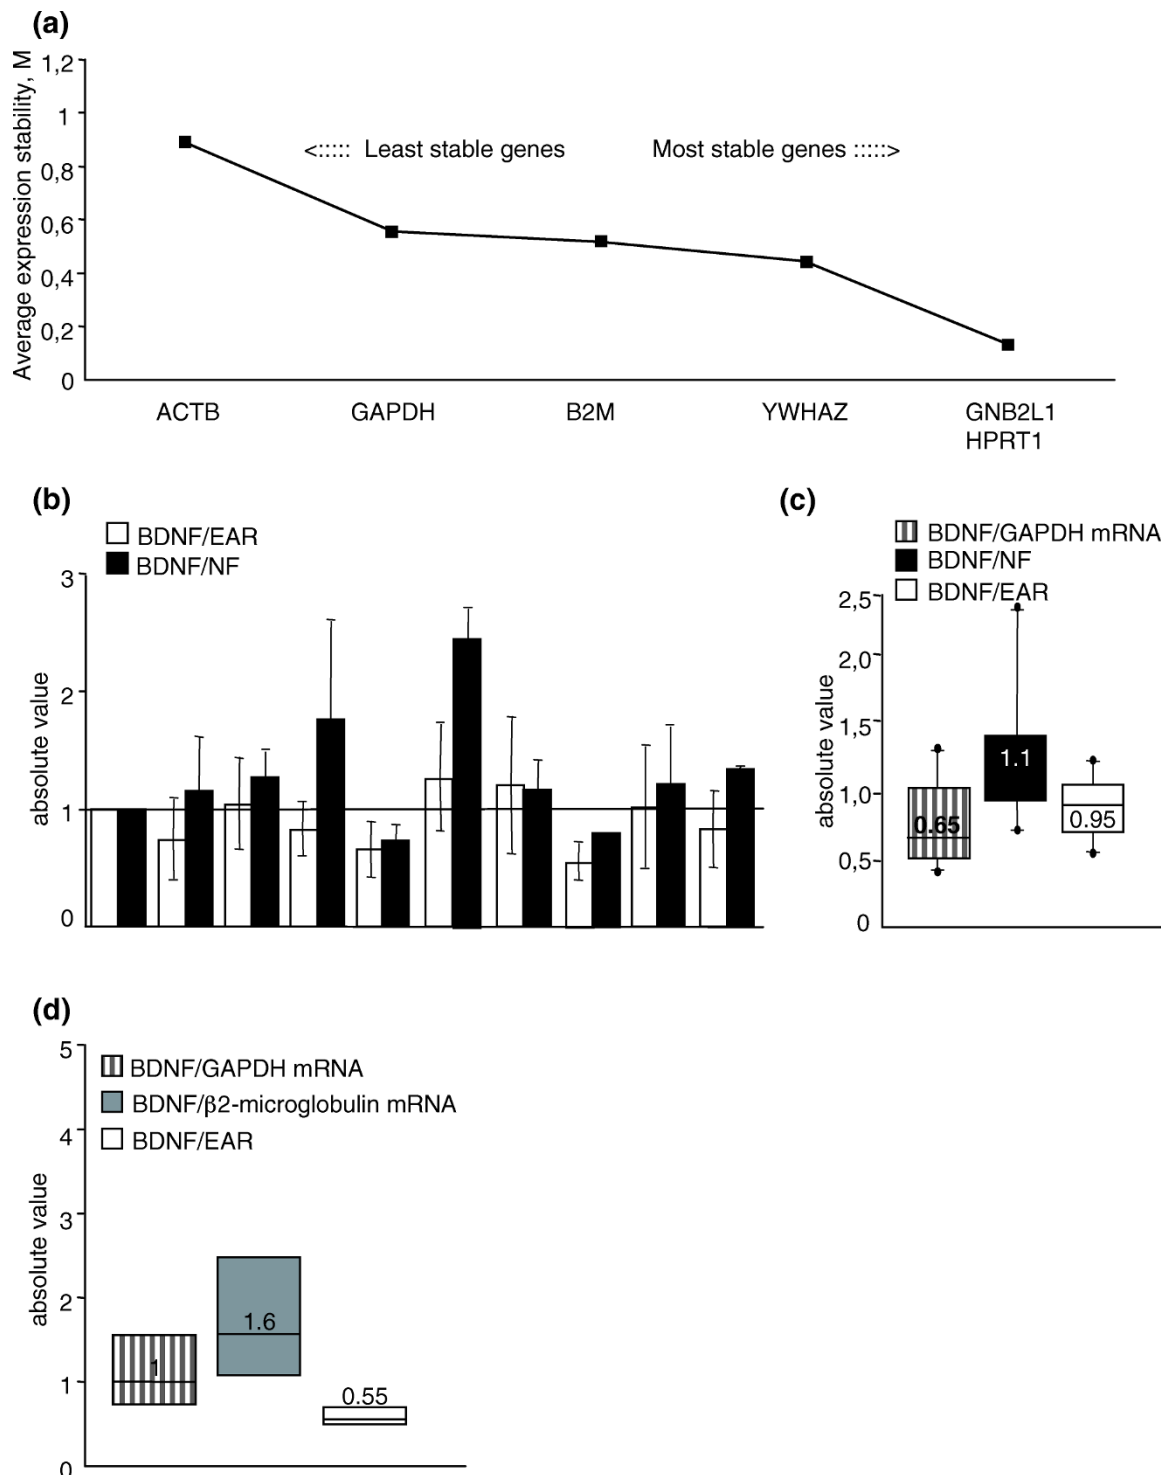 (a)
Average expression stability, M
1,2
1
0,8
0,6
0,4
0,2
0
<::::: Least stable genes
Most stable genes :::::>
ACTB
GAPDH
B2M
YWHAZ
GNB2L1
HPRT1
(b)
BDNF/EAR
BDNF/NF
absolute value
3
2
1
0
(c)
BDNF/GAPDH mRNA
BDNF/NF
BDNF/EAR
absolute value
2,5
2,0
1,5
1,0
0,5
0
0.65
1.1
0.95
(d)
BDNF/GAPDH mRNA
BDNF/β2-microglobulin mRNA
BDNF/EAR
absolute value
5
4
3
2
1
0
1
1.6
0.55